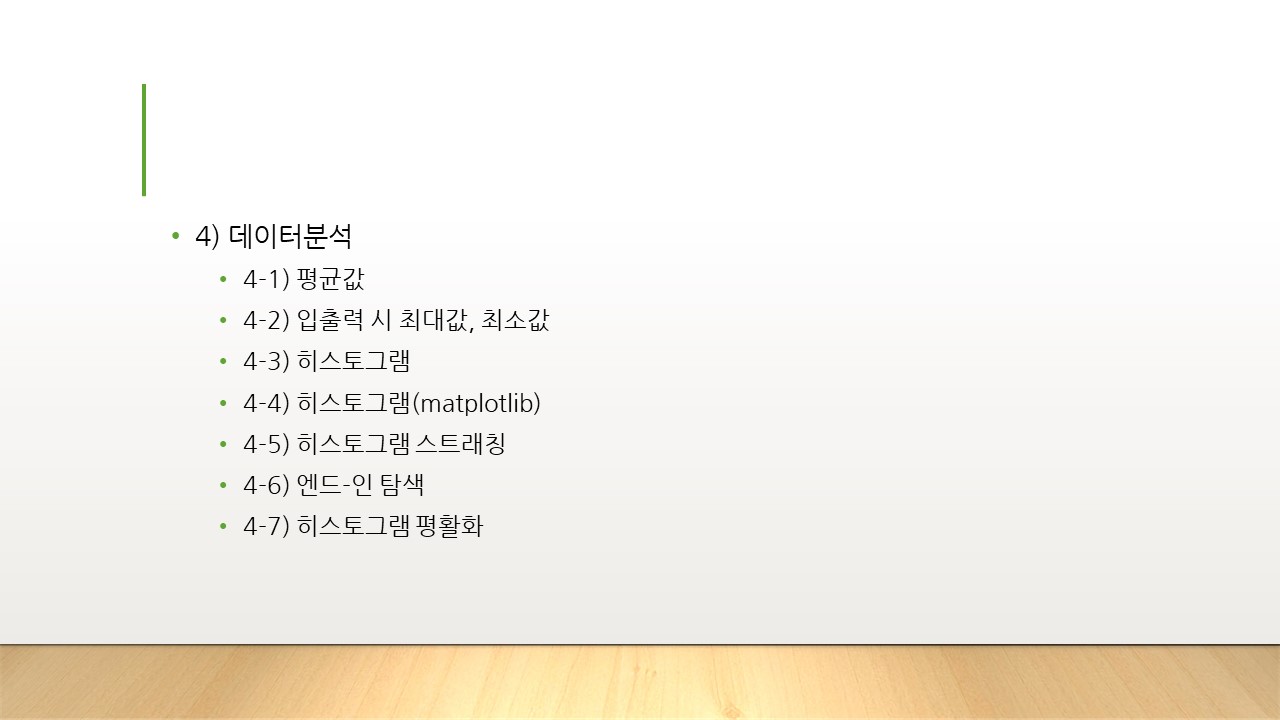 • 4) 데이터분석
• 4-1) 평균값
• 4-2) 입출력 시 최대값, 최소값
• 4-3) 히스토그램
• 4-4) 히스토그램(matplotlib)
• 4-5) 히스토그램 스트래칭
• 4-6) 엔드-인 탐색
• 4-7) 히스토그램 평활화